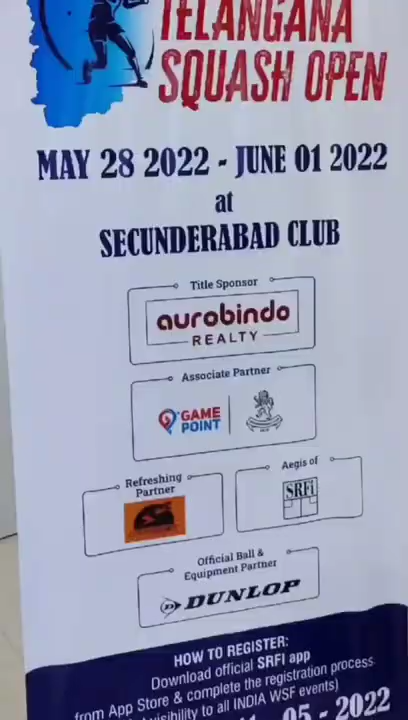 TELANGANA
SQUASH OPEN
MAY 28 2022 - JUNE 01 2022
at
SECUNDERABAD CLUB
Title Sponsor
aurobindo
REALTY
Associate Partner
GAME
POINT
Refreshing
Partner
Aegis of
SRFi
Official Ball &
Equipment Partner
DUNLOP
HOW TO REGISTER:
Download official SRFI app
from App Store & complete the registration process
visibility to all INDIA WSF events)
05 - 2022